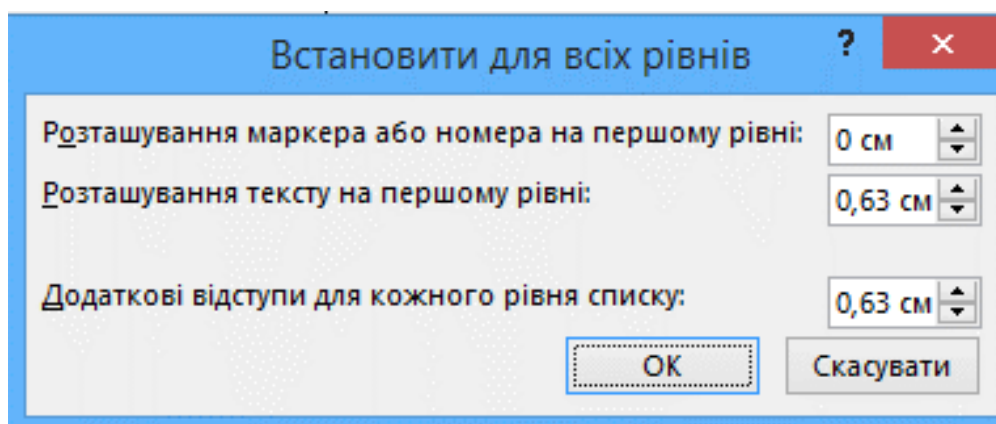 Встановити для всіх рівнів ?
Розташування маркера або номера на першому рівні: 0 см
Розташування тексту на першому рівні: 0,63 см
Додаткові відступи для кожного рівня списку: 0,63 см
ОК Скасувати